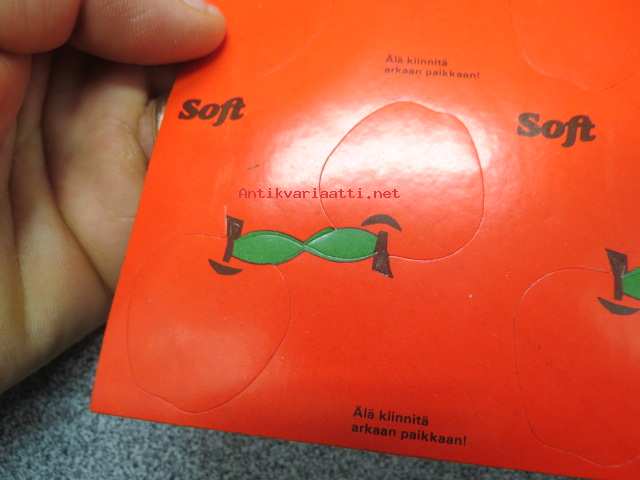 Älä kiinnitä
arkaan paikkaan!
Soft
Soft
Antikvariaatti.net
Älä kiinnitä
arkaan paikkaan!